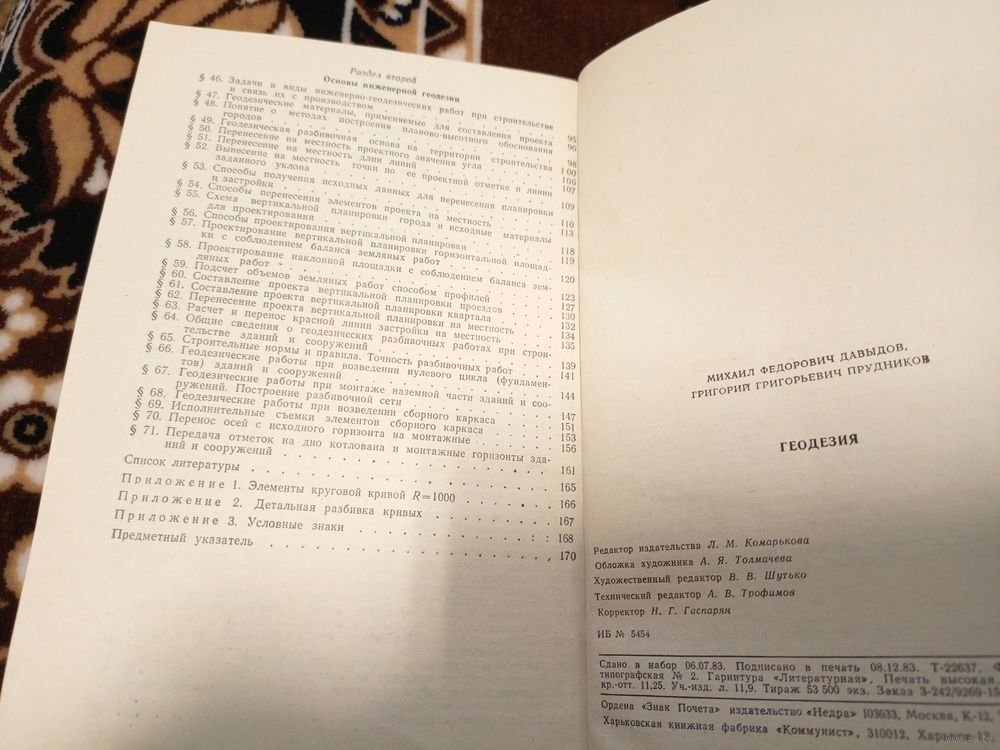 Раздел второй
Основы инженерной геодезии
§ 46. Задачи и виды инженерно-геодезических работ при строительстве
и связь их с производством . . . . 95
§ 47. Геодезические материалы, применяемые для составления проекта 96
§ 48. Понятие о методах построения планово-высотного обоснования
городов . . . . 98
§ 49. Геодезическая разбивочная основа на территории строительства 100
§ 50. Перенесение на местность проектного значения угла . . . . 106
§ 51. Перенесение на местность длин линий . . . . 107
§ 52. Вынесение на местность точки по ее проектной отметке и линии
заданного уклона . . . . 109
§ 53. Способы получения исходных данных для перенесения планировки
и застройки . . . . 110
§ 54. Способы перенесения элементов проекта на местность . . . . 113
§ 55. Схема вертикальной планировки города и исходные материалы
для проектирования . . . . 118
§ 56. Способы проектирования вертикальной планировки . . . . 119
§ 57. Проектирование вертикальной планировки горизонтальной площад-
ки с соблюдением баланса земляных работ . . . . 120
§ 58. Проектирование наклонной площадки с соблюдением баланса зем-
ляных работ . . . . 123
§ 59. Подсчет объемов земляных работ способом профилей . . . . 127
§ 60. Составление проекта вертикальной планировки проездов . . . . 130
§ 61. Составление проекта вертикальной планировки квартала . . . . 132
§ 62. Перенесение проекта вертикальной планировки на местность . . . . 134
§ 63. Расчет и перенос красной линии застройки на местность . . . . 135
§ 64. Общие сведения о геодезических разбивочных работах при строи-
тельстве зданий и сооружений . . . . 139
§ 65. Строительные нормы и правила. Точность разбивочных работ . . . . 141
§ 66. Геодезические работы при возведении нулевого цикла (фундамен-
тов) зданий и сооружений . . . . 144
§ 67. Геодезические работы при монтаже наземной части зданий и соо-
ружений. Построение разбивочной сети . . . . 147
§ 68. Геодезические работы при возведении сборного каркаса . . . . 151
§ 69. Исполнительные съемки элементов сборного каркаса . . . . 153
§ 70. Перенос осей с исходного горизонта на монтажные . . . . 156
§ 71. Передача отметок на дно котлована и монтажные горизонты зда-
ний и сооружений . . . . 161
Список литературы . . . . 165
Приложение 1. Элементы круговой кривой R=1000 . . . . 166
Приложение 2. Детальная разбивка кривых . . . . 167
Приложение 3. Условные знаки . . . . 168
Предметный указатель . . . . 170
МИХАИЛ ФЕДОРОВИЧ ДАВЫДОВ,
ГРИГОРИЙ ГРИГОРЬЕВИЧ ПРУДНИКОВ
ГЕОДЕЗИЯ
Редактор издательства Л. М. Комарькова
Обложка художника А. Я. Толмачева
Художественный редактор В. В. Шутько
Технический редактор А. В. Трофимов
Корректор Н. Г. Гаспарян
ИБ № 5454
Сдано в набор 06.07.83. Подписано в печать 08.12.83. Т-22637.
типографская № 2. Гарнитура «Литературная». Печать высокая.
кр.-отт. 11,25. Уч.-изд. л. 11,9. Тираж 53 500 экз. Заказ 3-242/9269-15
Ордена «Знак Почета» издательство «Недра» 103633, Москва, К-12,
Харьковская книжная фабрика «Коммунист», 310012,